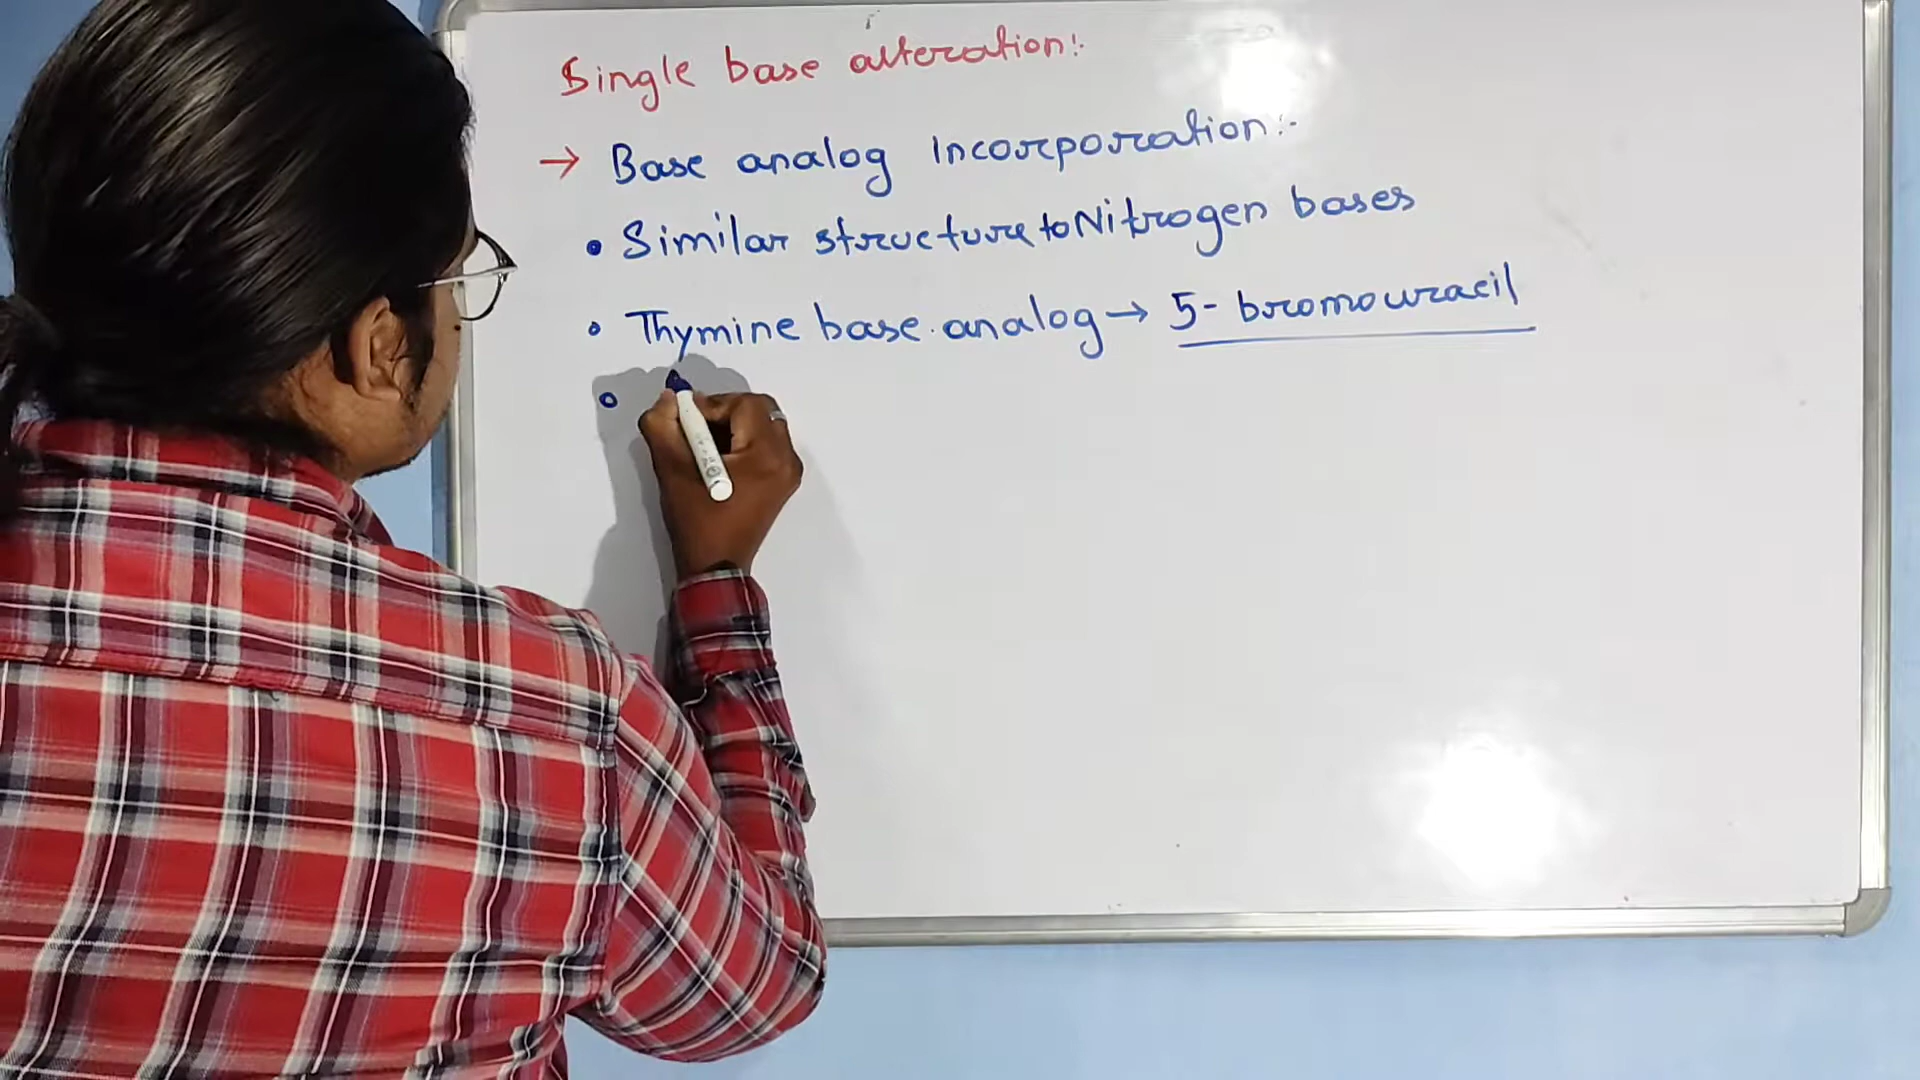 Single base alteration:-
→ Base analog Incorporation:-
• Similar structure to Nitrogen bases
• Thymine base analog → 5-bromouracil
•